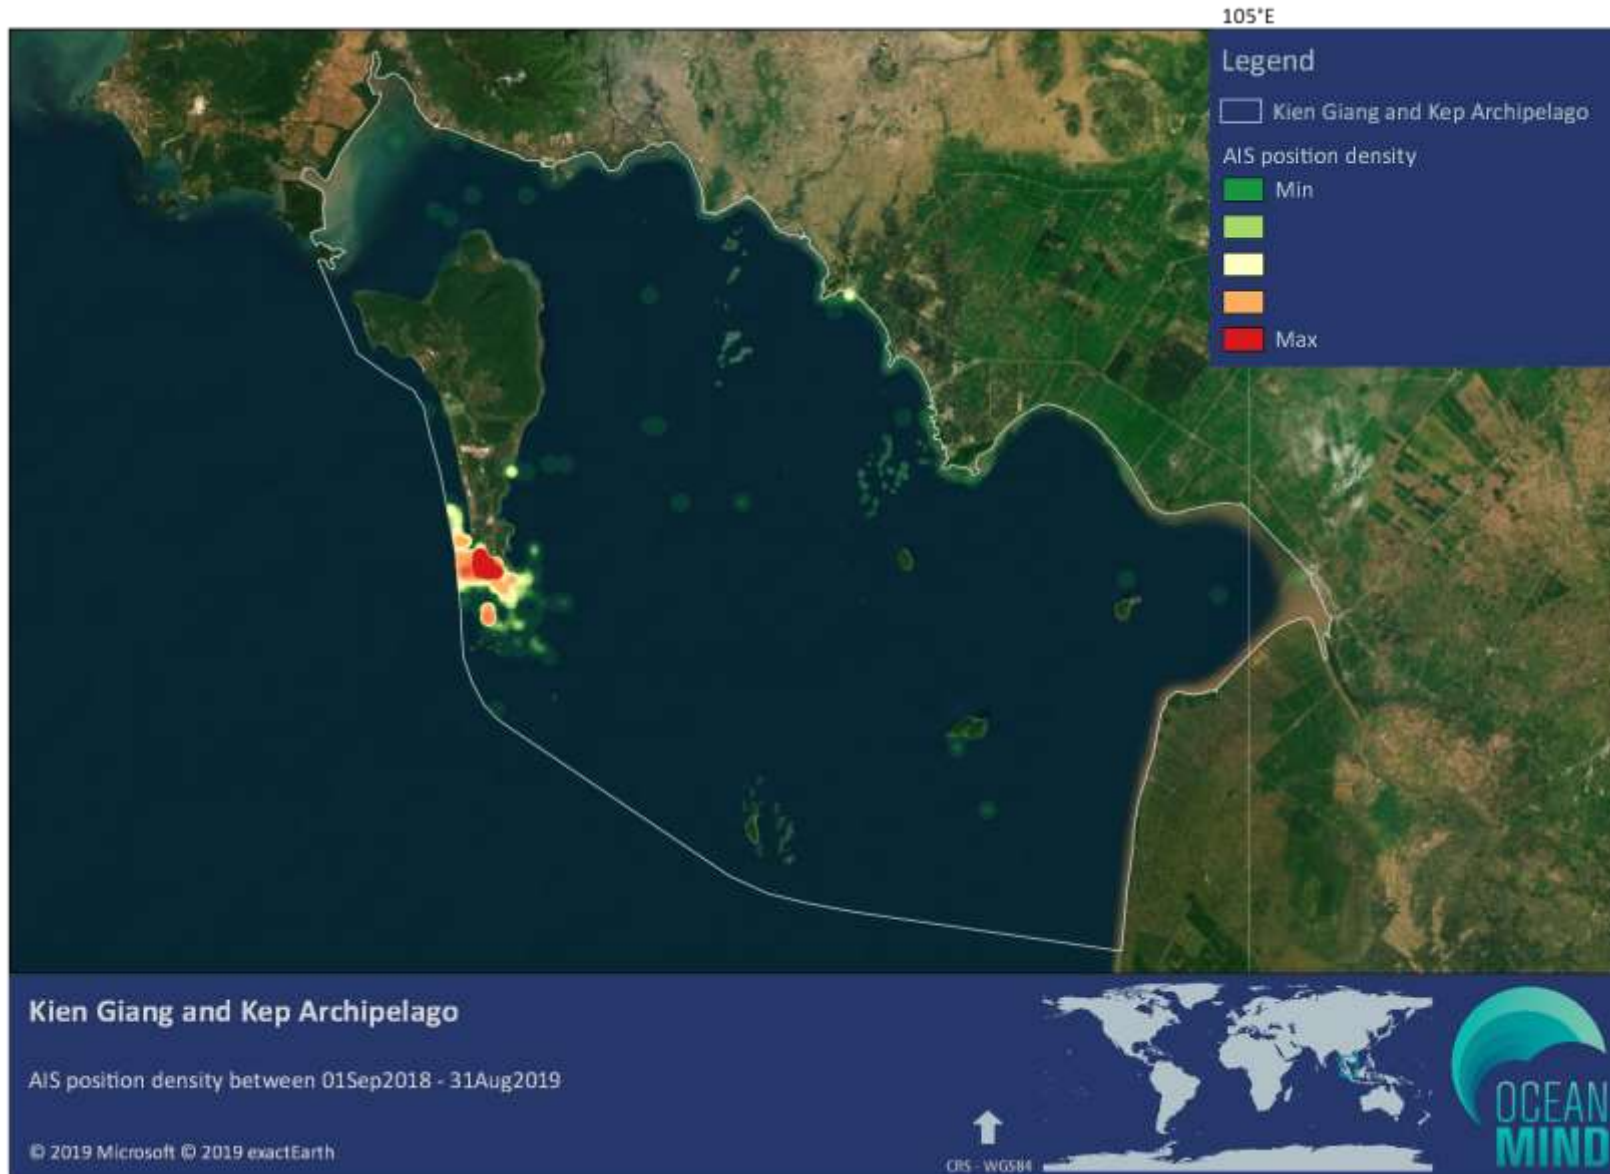 105°E
Legend
Kien Giang and Kep Archipelago
AIS position density
Min
Max
Kien Giang and Kep Archipelago
AIS position density between 01Sep2018 - 31Aug2019
© 2019 Microsoft © 2019 exactEarth
CRS - WGS84
OCEAN
MIND